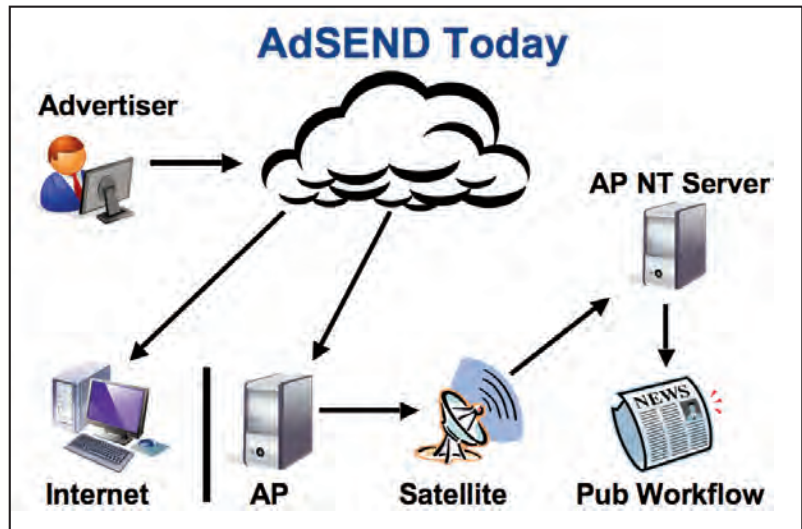 AdSEND Today
Advertiser
AP NT Server
NEWS
Internet
AP
Satellite
Pub Workflow